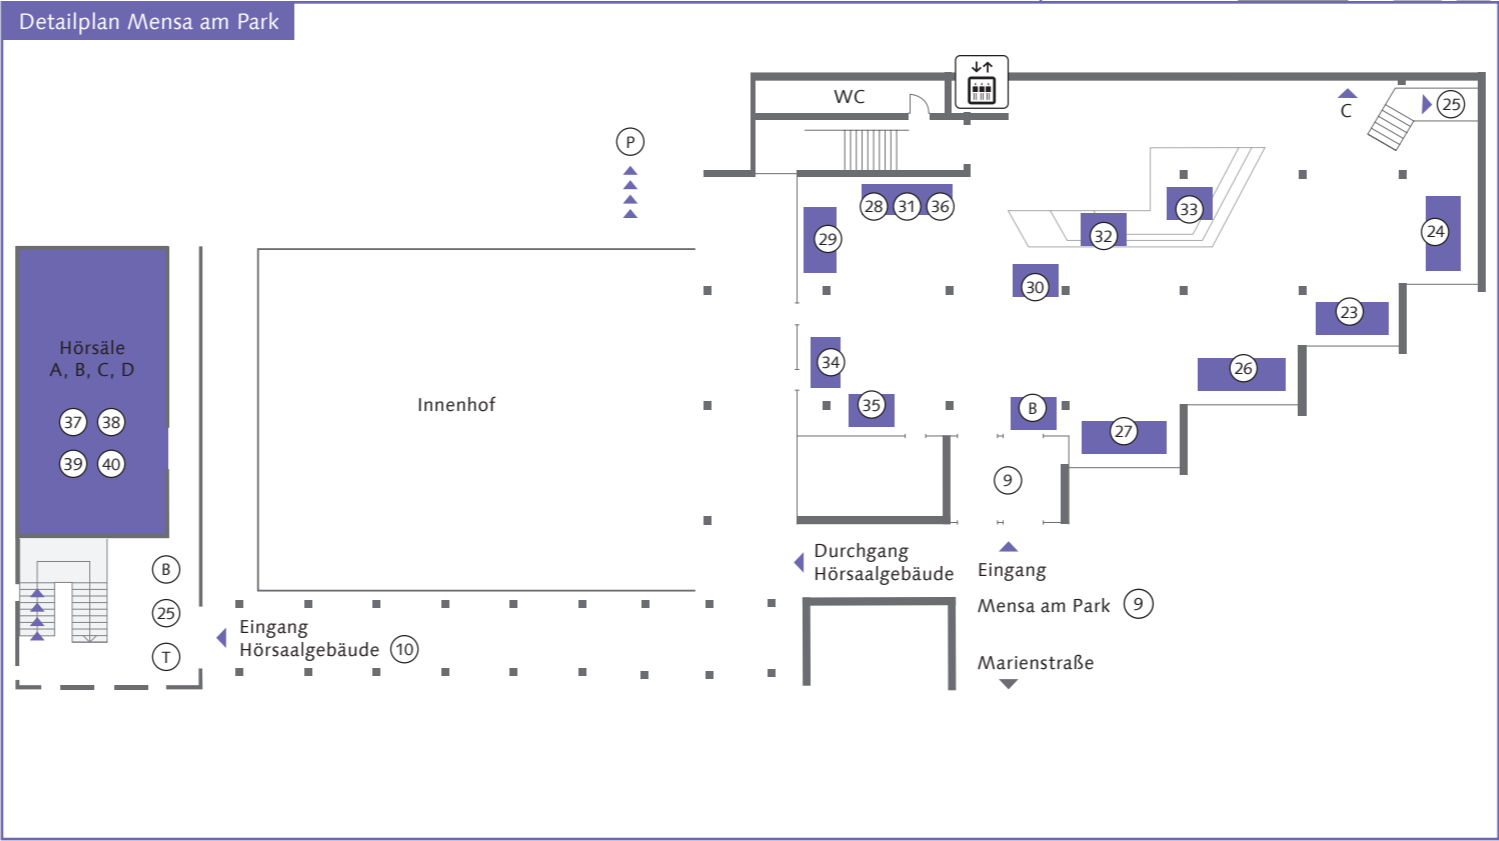 Detailplan Mensa am Park
WC
C
25
P
28 31 36
33
29
32
24
30
23
Hörsäle
A, B, C, D
34
26
Innenhof
35
B
37 38
27
39 40
9
Durchgang
Hörsaalgebäude
Eingang
B
Mensa am Park 9
25
Eingang
Hörsaalgebäude 10
T
Marienstraße